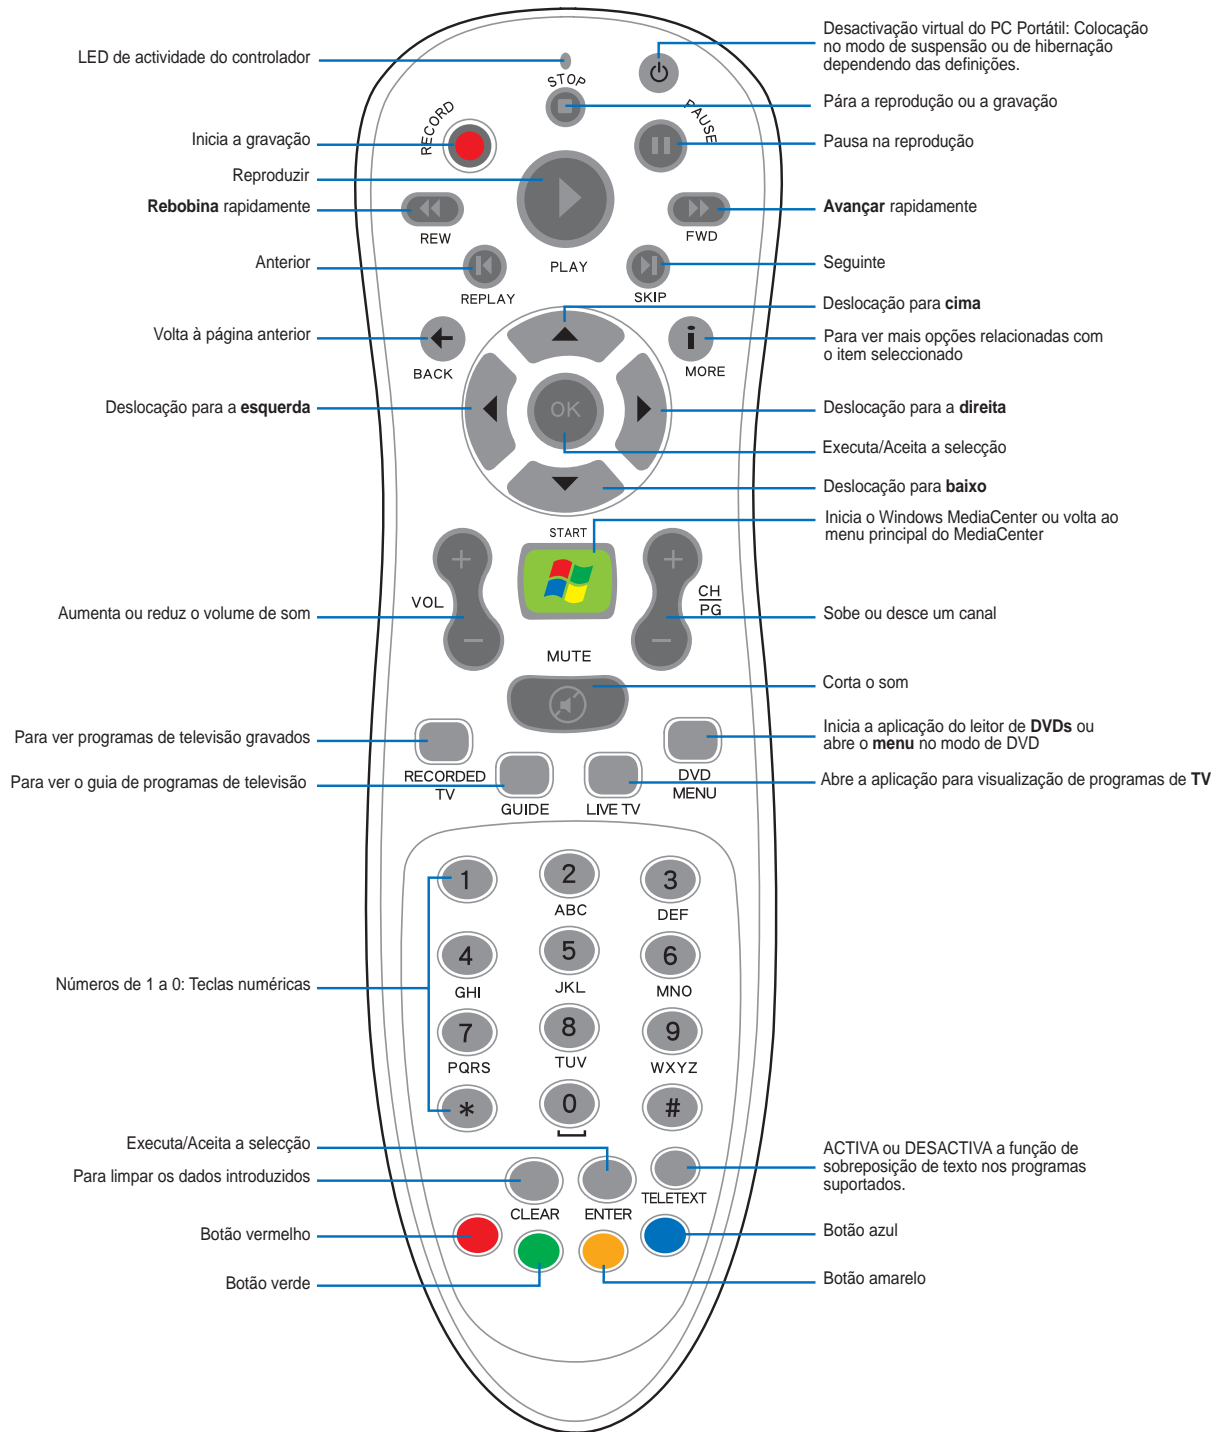 LED de actividade do controlador
Desactivação virtual do PC Portátil: Colocação
no modo de suspensão ou de hibernação
dependendo das definições.
STOP
Pára a reprodução ou a gravação
RECORD
PAUSE
Inicia a gravação
Pausa na reprodução
Reproduzir
Rebobina rapidamente
Avançar rapidamente
REW
FWD
Anterior
PLAY
Seguinte
REPLAY
SKIP
Deslocação para cima
Volta à página anterior
i
Para ver mais opções relacionadas com
o item seleccionado
BACK
MORE
Deslocação para a esquerda
OK
Deslocação para a direita
Executa/Aceita a selecção
Deslocação para baixo
START
Inicia o Windows MediaCenter ou volta ao
menu principal do MediaCenter
+
+
VOL
CH
PG
Aumenta ou reduz o volume de som
Sobe ou desce um canal
−
−
MUTE
Corta o som
Para ver programas de televisão gravados
Inicia a aplicação do leitor de DVDs ou
abre o menu no modo de DVD
Para ver o guia de programas de televisão
RECORDED
TV
DVD
MENU
Abre a aplicação para visualização de programas de TV
GUIDE
LIVE TV
1
2
3
ABC
DEF
4
5
6
GHI
JKL
MNO
Números de 1 a 0: Teclas numéricas
7
8
9
PQRS
TUV
WXYZ
*
0
#
Executa/Aceita a selecção
Para limpar os dados introduzidos
ACTIVA ou DESACTIVA a função de
sobreposição de texto nos programas
suportados.
CLEAR
ENTER
TELETEXT
Botão vermelho
Botão azul
Botão verde
Botão amarelo